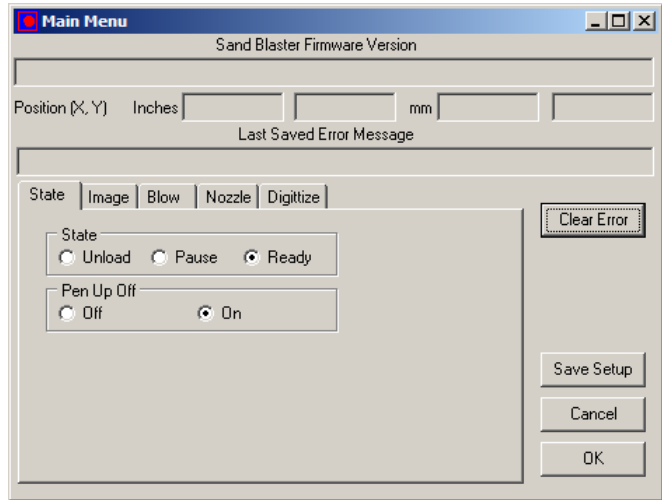 Main Menu
Sand Blaster Firmware Version
Position (X, Y) Inches mm
Last Saved Error Message
State Image Blow Nozzle Digittize
Clear Error
State
Unload Pause Ready
Pen Up Off
Off On
Save Setup
Cancel
OK